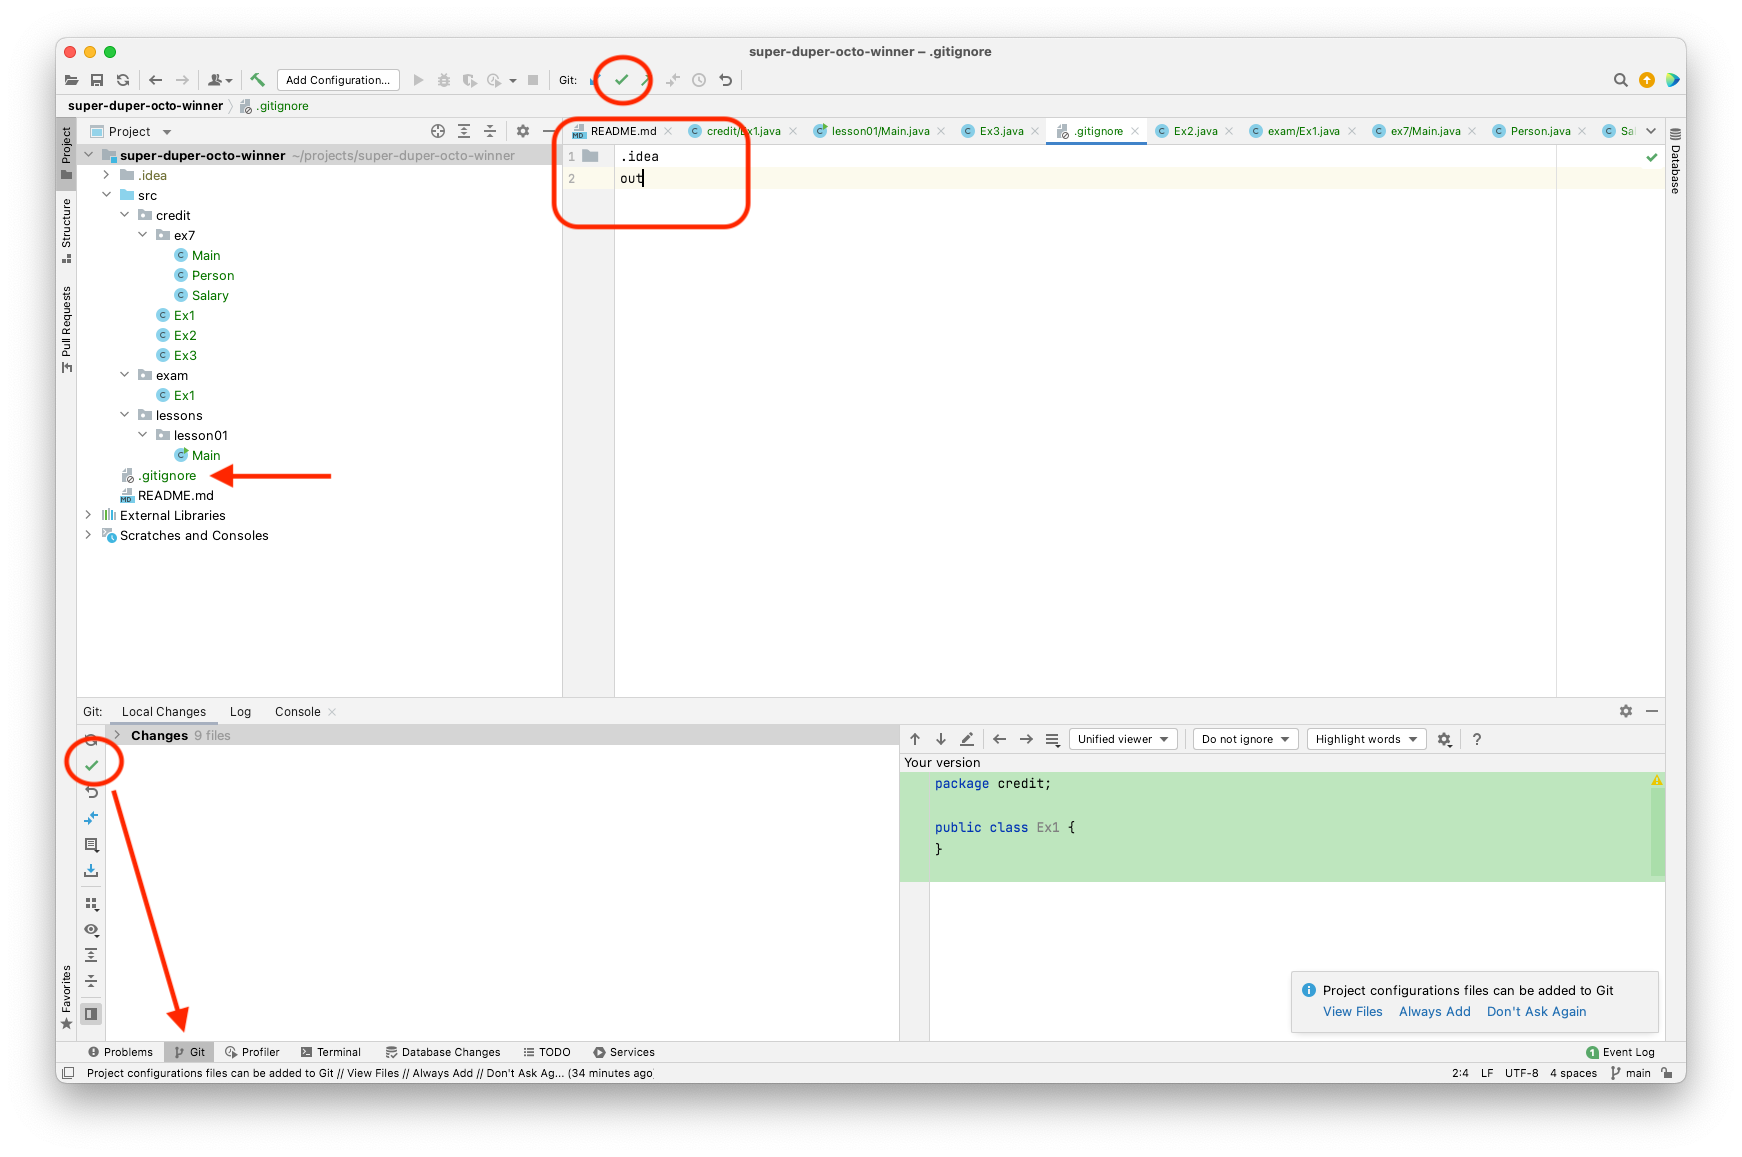 super-duper-octo-winner – .gitignore
Add Configuration...
Git:
super-duper-octo-winner
.gitignore
Project
Project
Structure
Pull Requests
Favorites
super-duper-octo-winner ~/projects/super-duper-octo-winner
.idea
src
credit
ex7
Main
Person
Salary
Ex1
Ex2
Ex3
exam
Ex1
lessons
lesson01
Main
.gitignore
README.md
External Libraries
Scratches and Consoles
README.md
credit/Ex1.java
lesson01/Main.java
Ex3.java
.gitignore
Ex2.java
exam/Ex1.java
ex7/Main.java
Person.java
Sal
Database
1 .idea
2 out
Git: Local Changes Log Console
Changes 9 files
Unified viewer
Do not ignore
Highlight words
?
Your version
package credit;
public class Ex1 {
}
Project configurations files can be added to Git
View Files Always Add Don't Ask Again
Problems Git Profiler Terminal Database Changes TODO Services
1 Event Log
Project configurations files can be added to Git // View Files // Always Add // Don't Ask Ag... (34 minutes ago)
2:4 LF UTF-8 4 spaces main